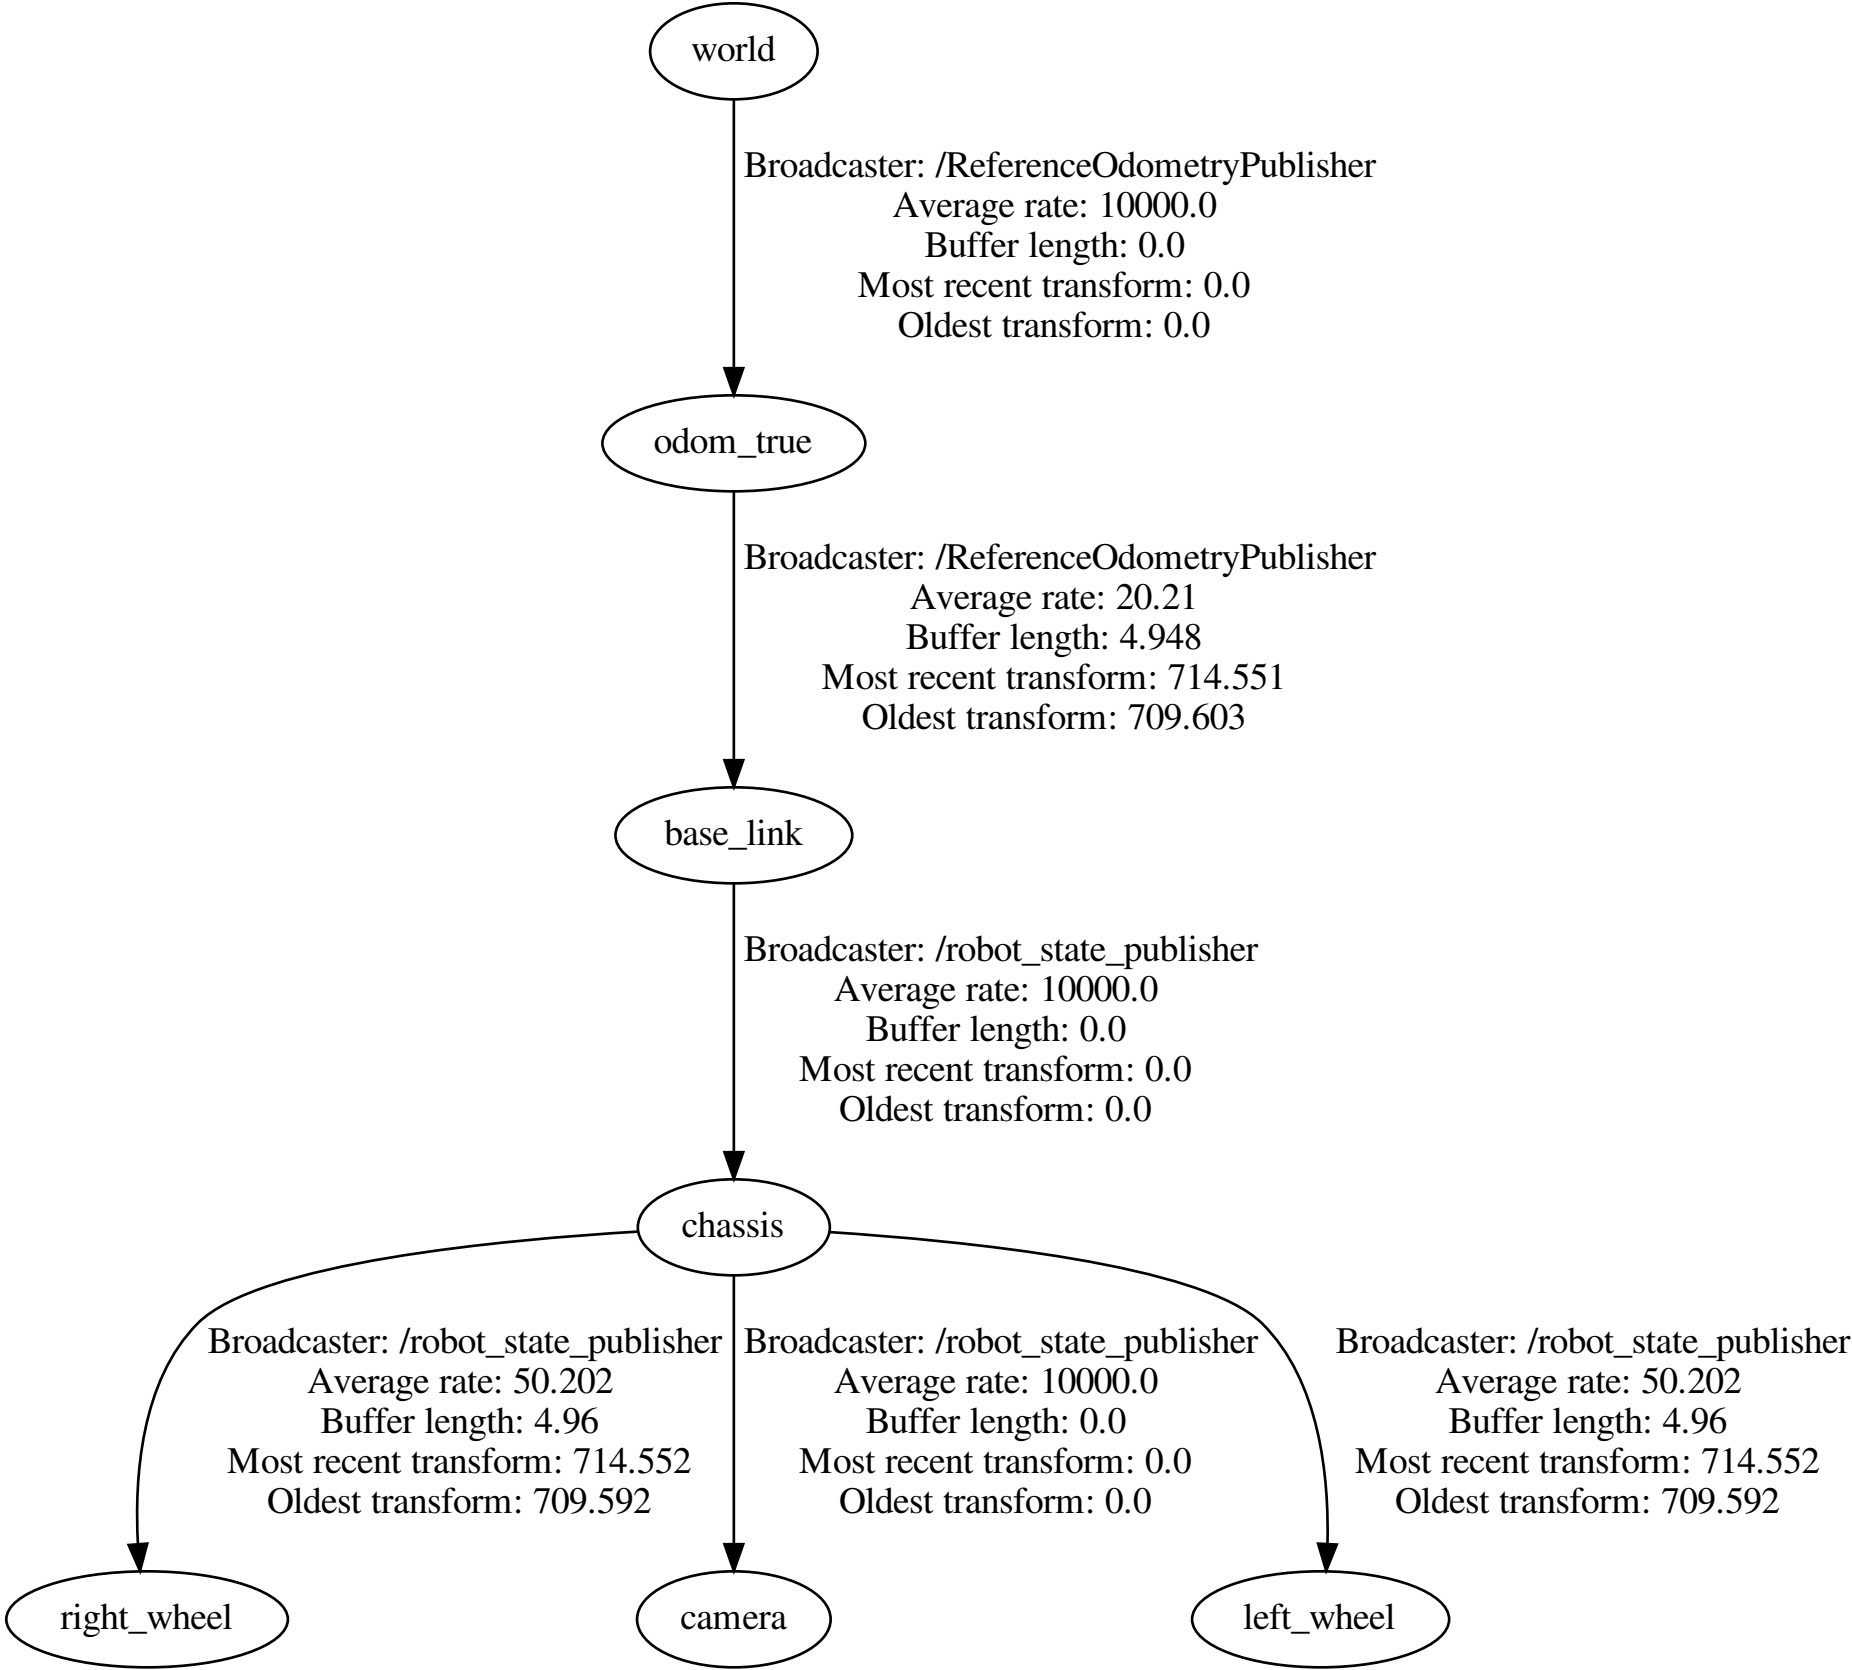 world
Broadcaster: /ReferenceOdometryPublisher
Average rate: 10000.0
Buffer length: 0.0
Most recent transform: 0.0
Oldest transform: 0.0
odom_true
Broadcaster: /ReferenceOdometryPublisher
Average rate: 20.21
Buffer length: 4.948
Most recent transform: 714.551
Oldest transform: 709.603
base_link
Broadcaster: /robot_state_publisher
Average rate: 10000.0
Buffer length: 0.0
Most recent transform: 0.0
Oldest transform: 0.0
chassis
Broadcaster: /robot_state_publisher
Average rate: 50.202
Buffer length: 4.96
Most recent transform: 714.552
Oldest transform: 709.592
Broadcaster: /robot_state_publisher
Average rate: 10000.0
Buffer length: 0.0
Most recent transform: 0.0
Oldest transform: 0.0
Broadcaster: /robot_state_publisher
Average rate: 50.202
Buffer length: 4.96
Most recent transform: 714.552
Oldest transform: 709.592
right_wheel
camera
left_wheel